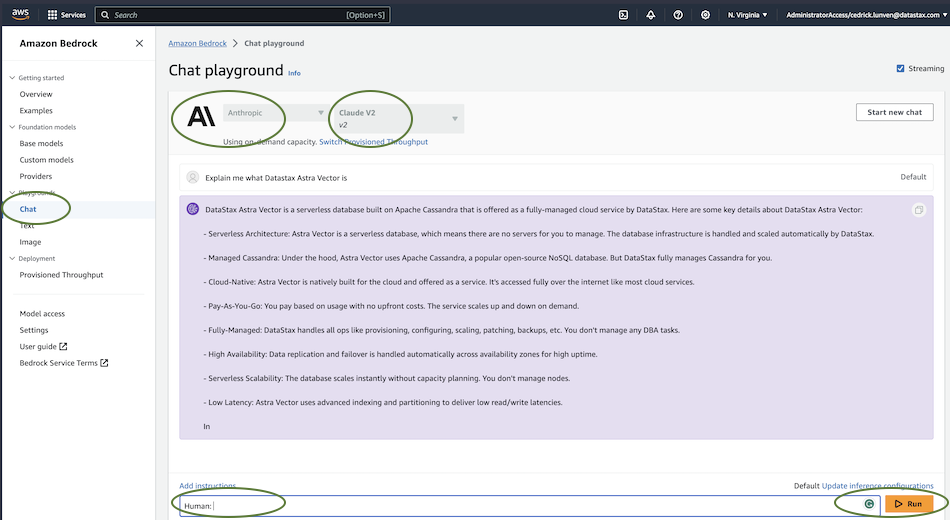 aws
Services
Search
[Option+S]
N. Virginia
AdministratorAccess/cedrick.lunven@datastax.com
Amazon Bedrock
Getting started
Overview
Examples
Foundation models
Base models
Custom models
Providers
Playgrounds
Chat
Text
Image
Deployment
Provisioned Throughput
Model access
Settings
User guide
Bedrock Service Terms
Amazon Bedrock
Chat playground
Chat playground
Info
Streaming
A\
Anthropic
Claude V2
v2
Start new chat
Using on-demand capacity. Switch Provisioned Throughput
Explain me what Datastax Astra Vector is
Default
DataStax Astra Vector is a serverless database built on Apache Cassandra that is offered as a fully-managed cloud service by DataStax. Here are some key details about DataStax Astra Vector:
- Serverless Architecture: Astra Vector is a serverless database, which means there are no servers for you to manage. The database infrastructure is handled and scaled automatically by DataStax.
- Managed Cassandra: Under the hood, Astra Vector uses Apache Cassandra, a popular open-source NoSQL database. But DataStax fully manages Cassandra for you.
- Cloud-Native: Astra Vector is natively built for the cloud and offered as a service. It's accessed fully over the internet like most cloud services.
- Pay-As-You-Go: You pay based on usage with no upfront costs. The service scales up and down on demand.
- Fully-Managed: DataStax handles all ops like provisioning, configuring, scaling, patching, backups, etc. You don't manage any DBA tasks.
- High Availability: Data replication and failover is handled automatically across availability zones for high uptime.
- Serverless Scalability: The database scales instantly without capacity planning. You don't manage nodes.
- Low Latency: Astra Vector uses advanced indexing and partitioning to deliver low read/write latencies.
In
Add instructions
Default Update inference configurations
Human:
Run